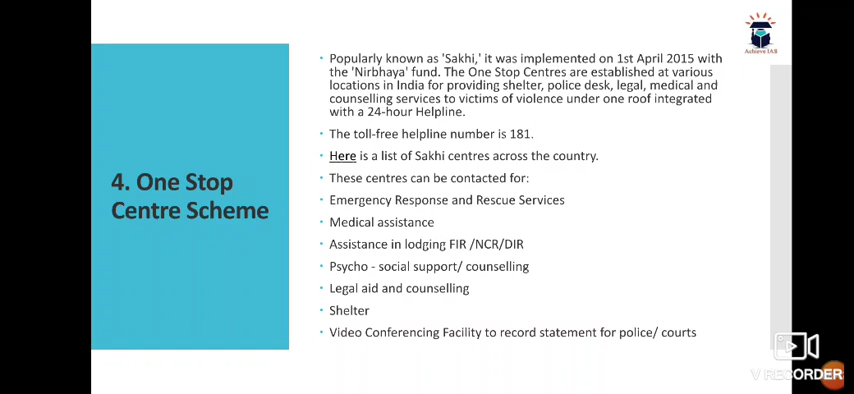 Achieve IAS
• Popularly known as 'Sakhi,' it was implemented on 1st April 2015 with
the 'Nirbhaya' fund. The One Stop Centres are established at various
locations in India for providing shelter, police desk, legal, medical and
counselling services to victims of violence under one roof integrated
with a 24-hour Helpline.
• The toll-free helpline number is 181.
• Here is a list of Sakhi centres across the country.
• These centres can be contacted for:
4. One Stop
Centre Scheme
• Emergency Response and Rescue Services
• Medical assistance
• Assistance in lodging FIR /NCR/DIR
• Psycho - social support/ counselling
• Legal aid and counselling
• Shelter
• Video Conferencing Facility to record statement for police/ courts
V RECORDER